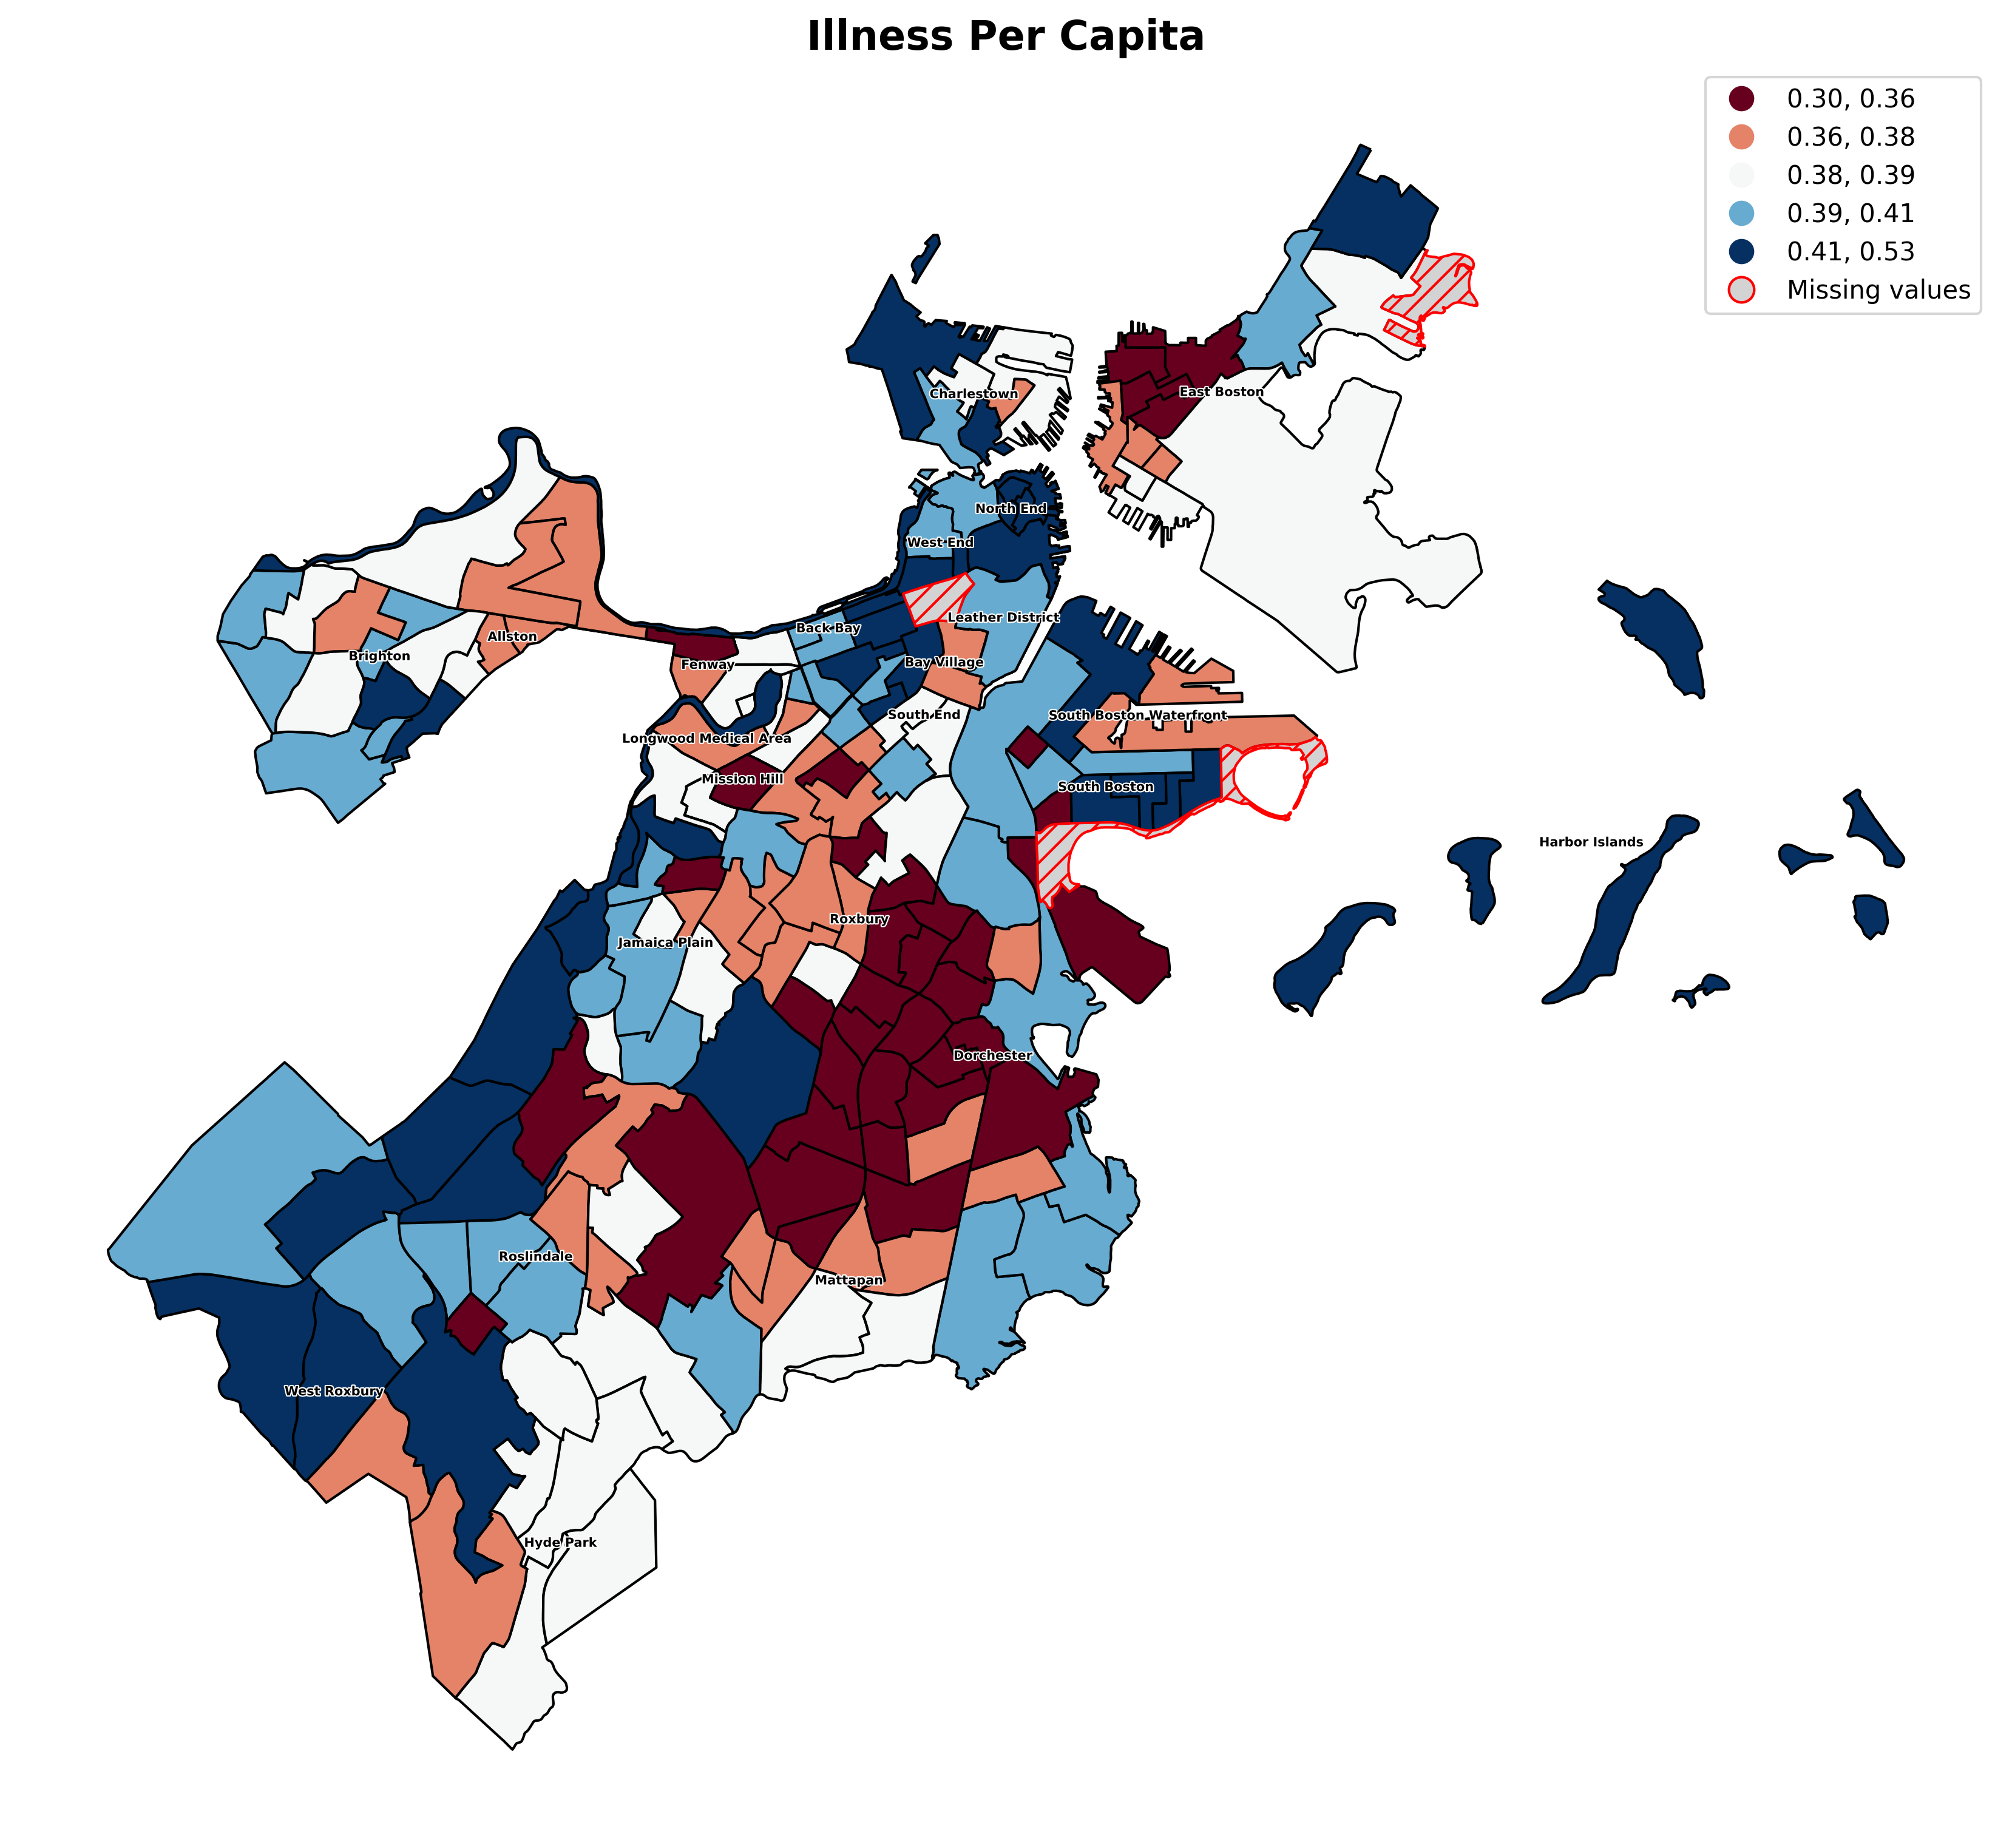 Illness Per Capita
0.30, 0.36
0.36, 0.38
0.38, 0.39
0.39, 0.41
0.41, 0.53
Missing values
East Boston
Charlestown
North End
West End
Leather District
Back Bay
Allston
Brighton
Fenway
Bay Village
South End
South Boston Waterfront
Longwood Medical Area
Mission Hill
South Boston
Harbor Islands
Roxbury
Jamaica Plain
Dorchester
Roslindale
Mattapan
West Roxbury
Hyde Park